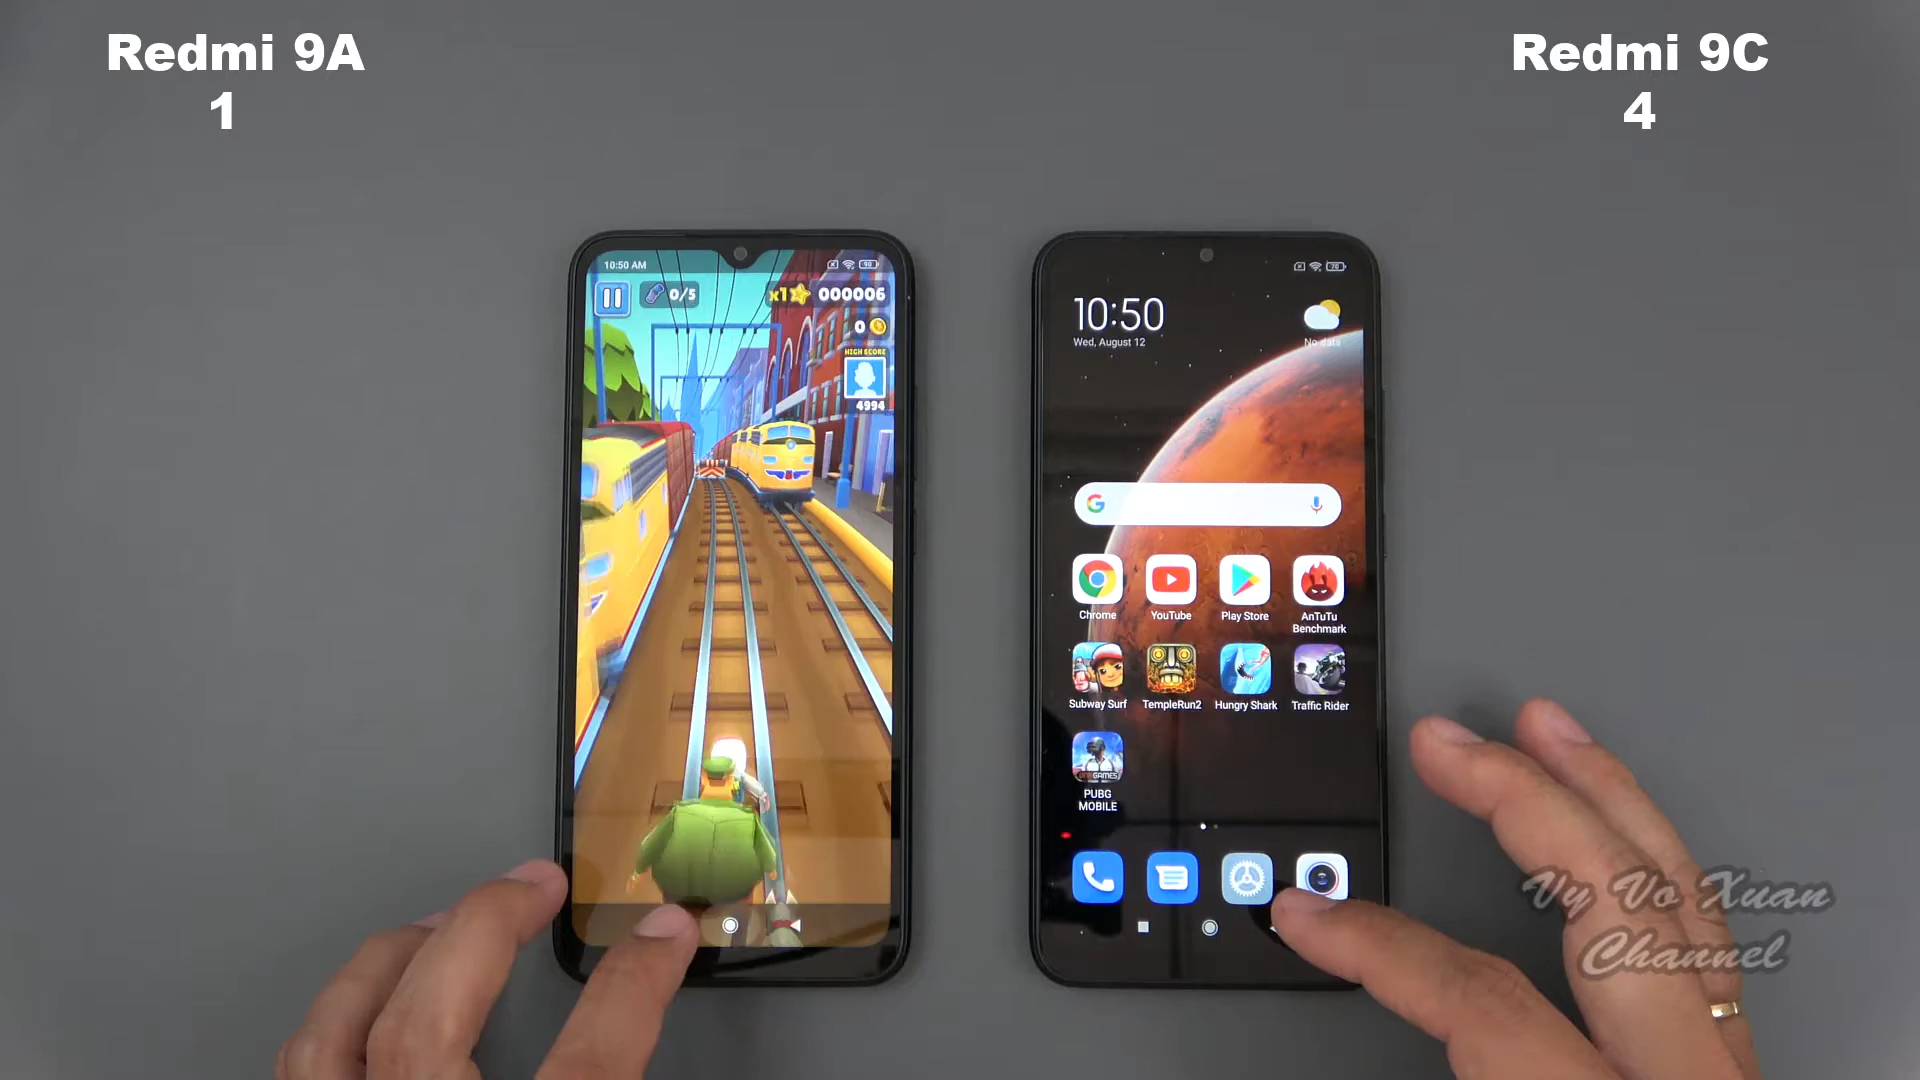 Redmi 9A
1
Redmi 9C
4
10:50 AM
90
0/5
x1
000006
0
HIGH SCORE
4994
70
10:50
Wed, August 12
No data
Chrome
YouTube
Play Store
AnTuTu
Benchmark
Subway Surf
TempleRun2
Hungry Shark
Traffic Rider
PUBG
MOBILE
Vy Vo Xuan
Channel